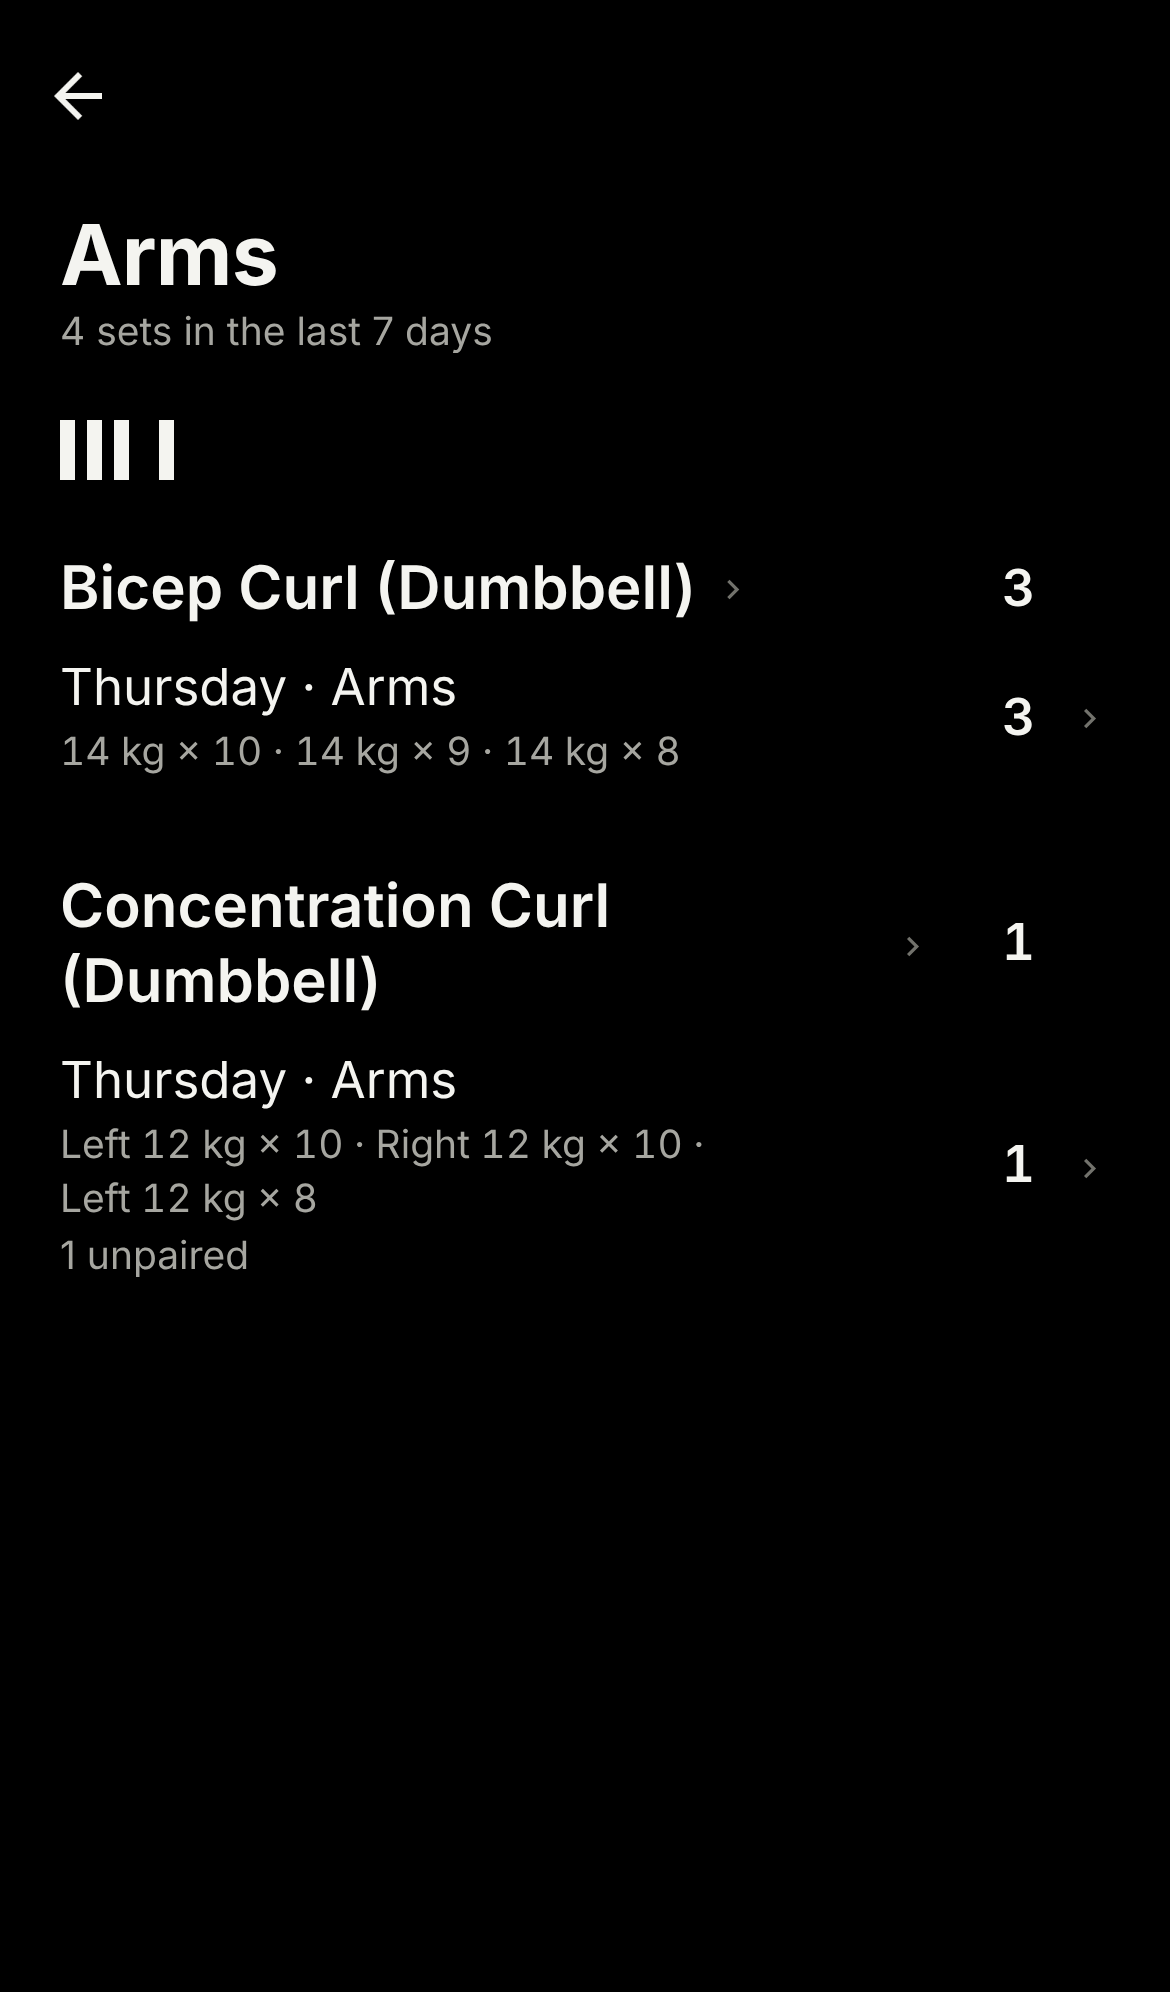 Arms
4 sets in the last 7 days
Bicep Curl (Dumbbell) › 3
Thursday · Arms
14 kg × 10 · 14 kg × 9 · 14 kg × 8
3 ›
Concentration Curl
(Dumbbell)
› 1
Thursday · Arms
Left 12 kg × 10 · Right 12 kg × 10 ·
Left 12 kg × 8
1 unpaired
1 ›